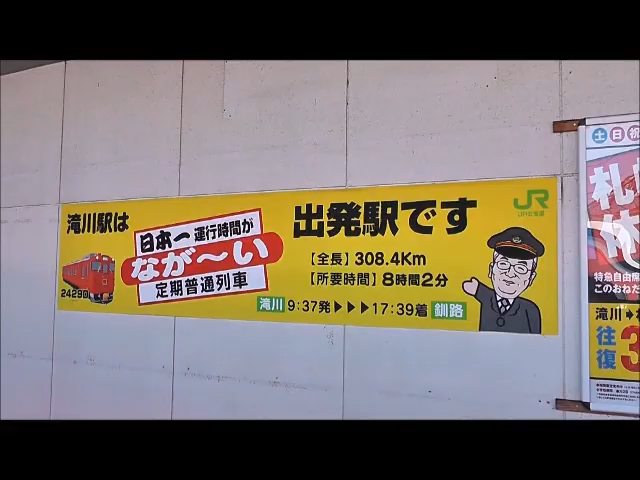 滝川駅は
日本一運行時間が
なが〜い
定期普通列車
2429D
出発駅です
【全長】308.4Km
【所要時間】8時間2分
滝川 9:37発▶▶▶17:39着 釧路
JR
JR北海道
土日祝
特急自由席
このおねだ
滝川➡
往復